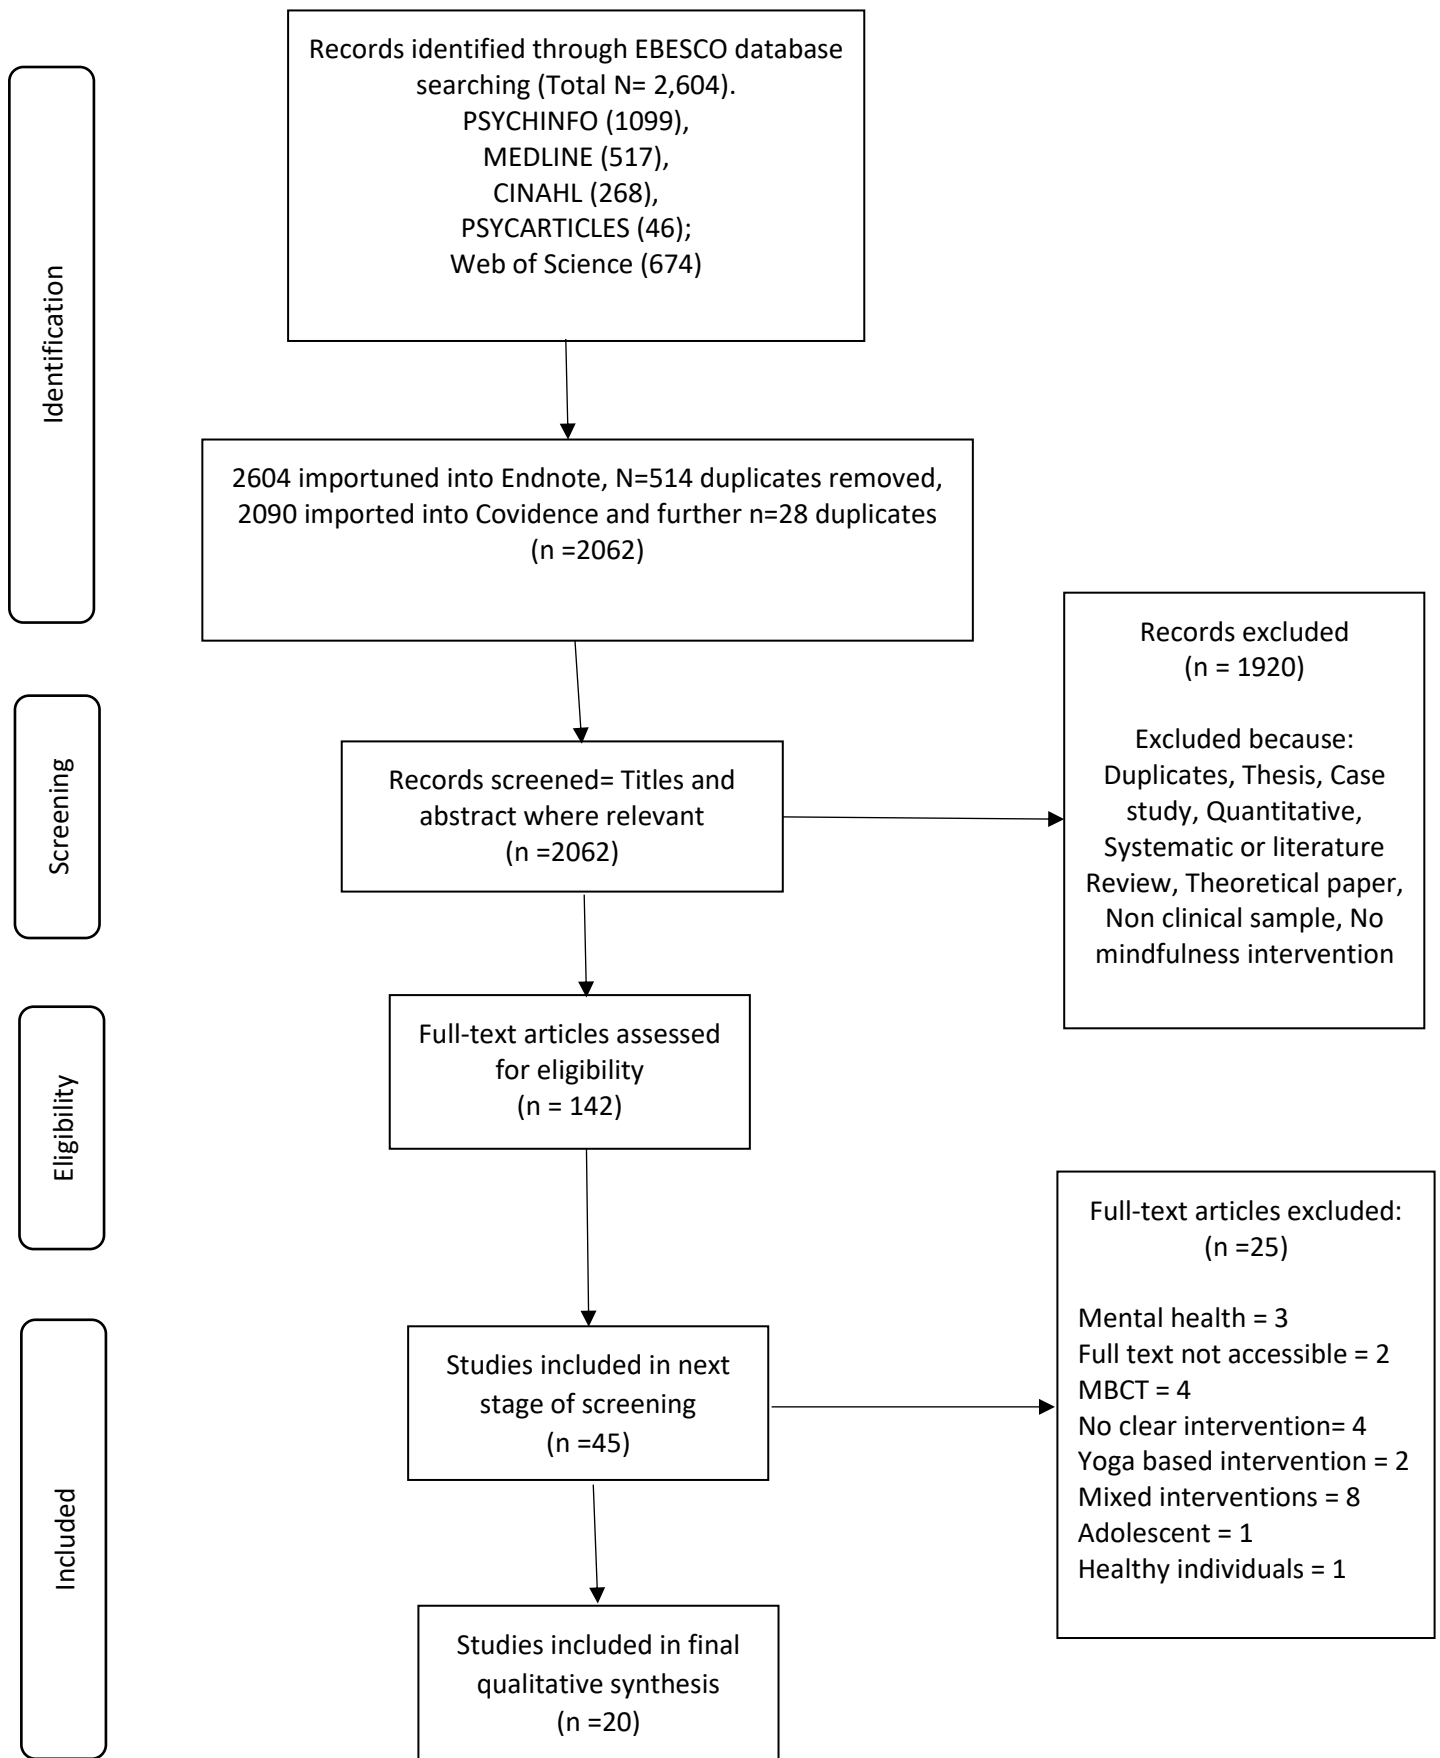 Identification
Records identified through EBESCO database
searching (Total N= 2,604).
PSYCHINFO (1099),
MEDLINE (517),
CINAHL (268),
PSYCARTICLES (46);
Web of Science (674)
2604 importuned into Endnote, N=514 duplicates removed,
2090 imported into Covidence and further n=28 duplicates
(n =2062)
Screening
Records screened= Titles and
abstract where relevant
(n =2062)
Records excluded
(n = 1920)
Excluded because:
Duplicates, Thesis, Case
study, Quantitative,
Systematic or literature
Review, Theoretical paper,
Non clinical sample, No
mindfulness intervention
Eligibility
Full-text articles assessed
for eligibility
(n = 142)
Included
Studies included in next
stage of screening
(n =45)
Full-text articles excluded:
(n =25)
Mental health = 3
Full text not accessible = 2
MBCT = 4
No clear intervention= 4
Yoga based intervention = 2
Mixed interventions = 8
Adolescent = 1
Healthy individuals = 1
Studies included in final
qualitative synthesis
(n =20)